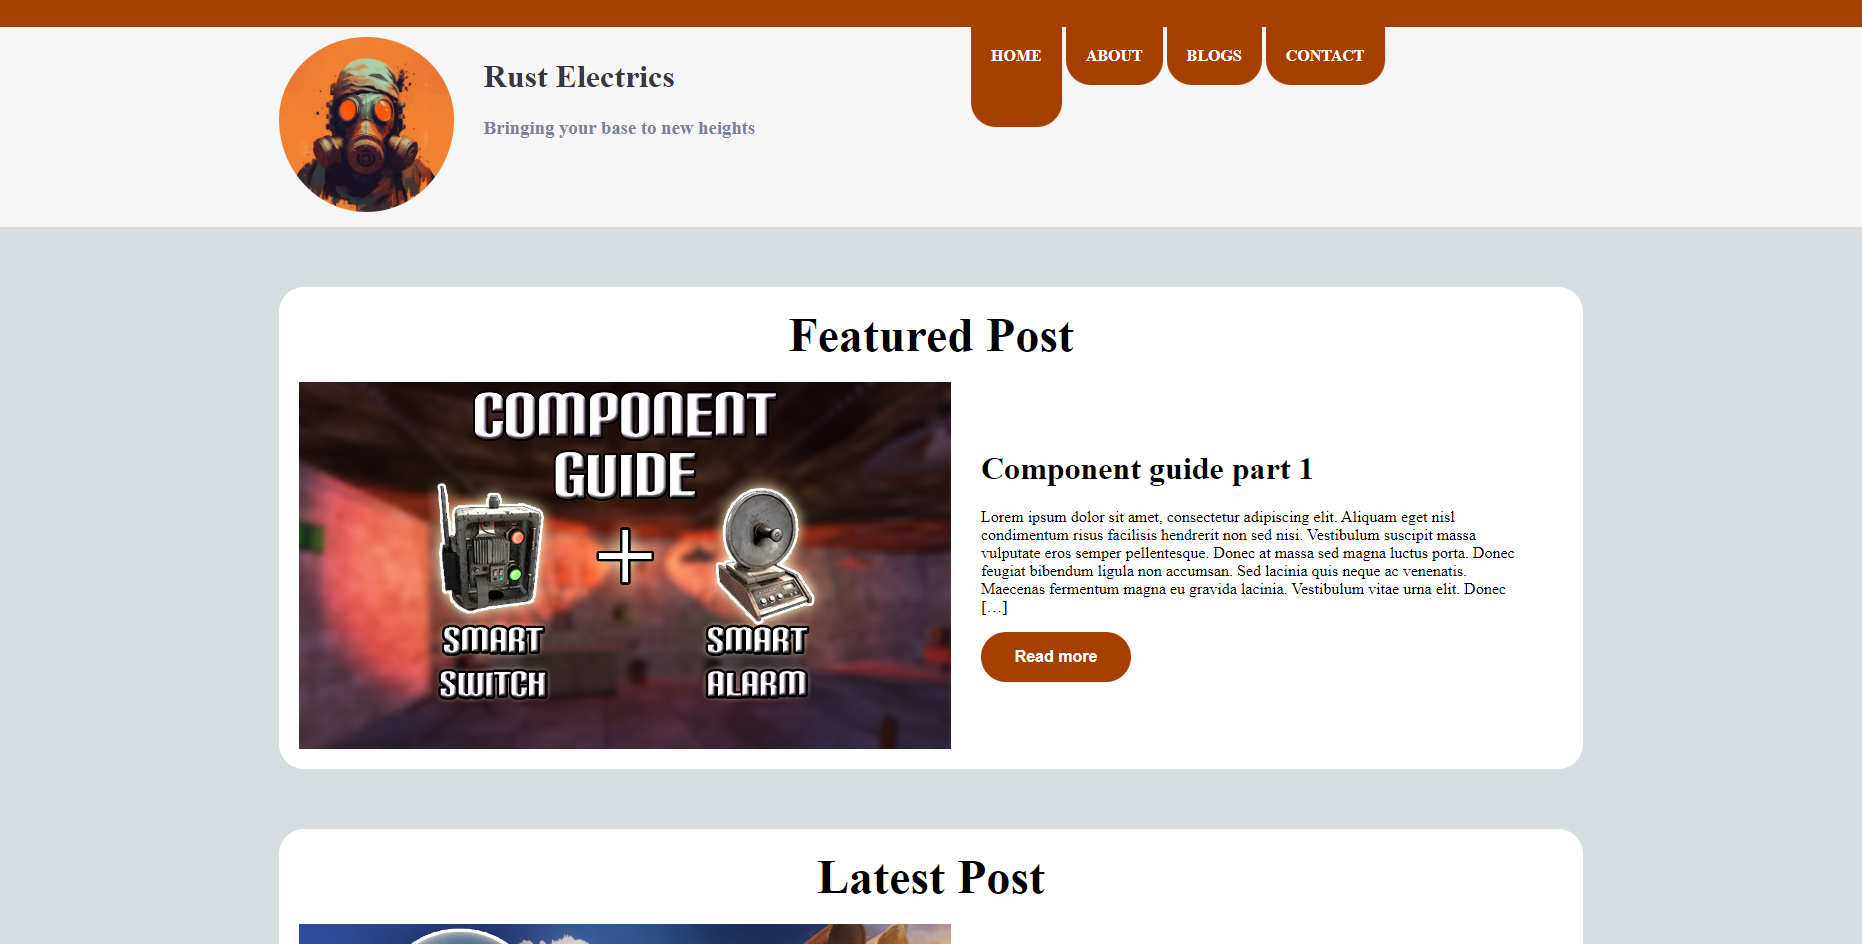 HOME ABOUT BLOGS CONTACT
Rust Electrics
Bringing your base to new heights
Featured Post
COMPONENT
GUIDE
SMART
SWITCH
SMART
ALARM
Component guide part 1
Lorem ipsum dolor sit amet, consectetur adipiscing elit. Aliquam eget nisl
condimentum risus facilisis hendrerit non sed nisi. Vestibulum suscipit massa
vulputate eros semper pellentesque. Donec at massa sed magna luctus porta. Donec
feugiat bibendum ligula non accumsan. Sed lacinia quis neque ac venenatis.
Maecenas fermentum magna eu gravida lacinia. Vestibulum vitae urna elit. Donec
[…]
Read more
Latest Post